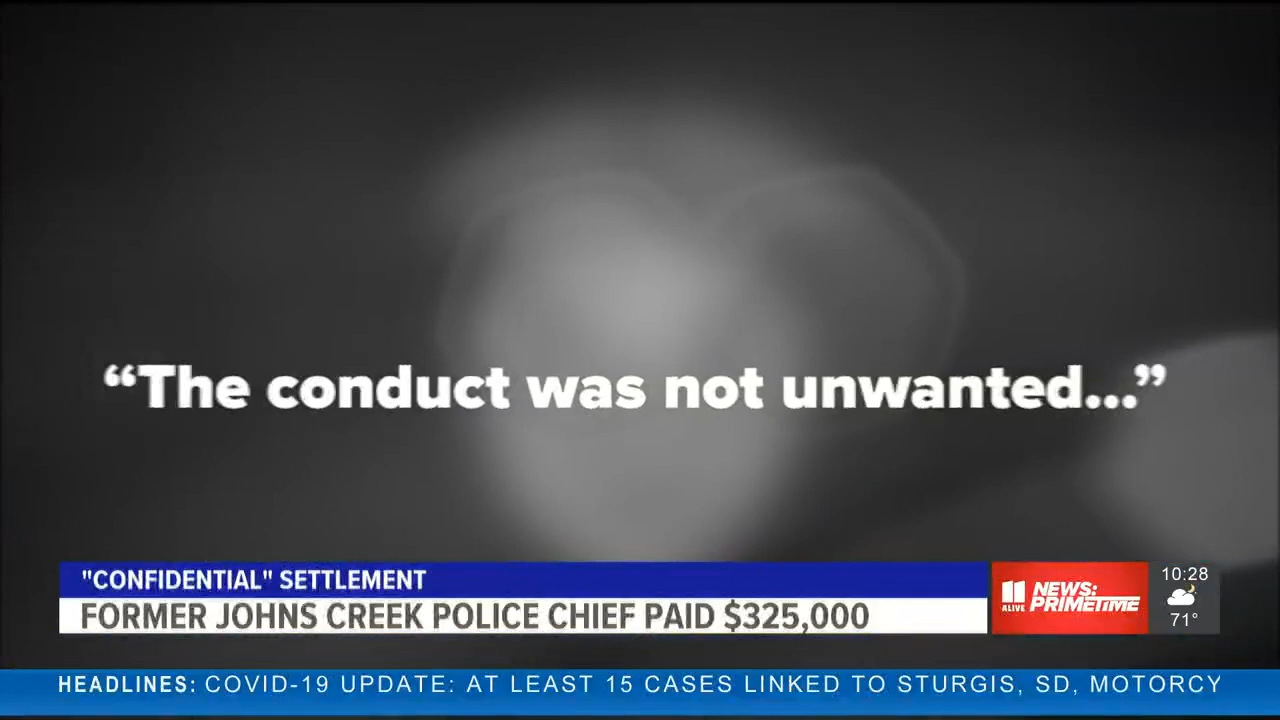 “The conduct was not unwanted...”
"CONFIDENTIAL" SETTLEMENT
FORMER JOHNS CREEK POLICE CHIEF PAID $325,000
11 ALIVE NEWS: PRIMETIME
10:28
71°
HEADLINES: COVID-19 UPDATE: AT LEAST 15 CASES LINKED TO STURGIS, SD, MOTORCY